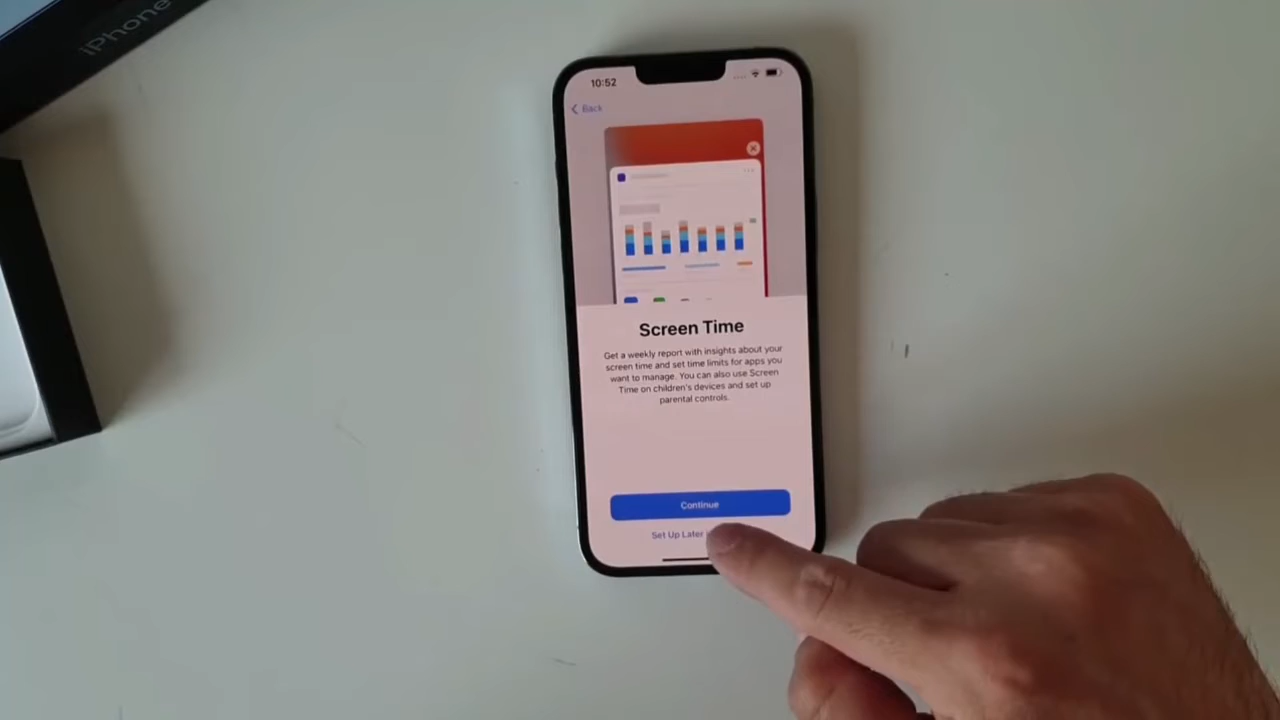 iPhone
10:52
Back
Screen Time
Get a weekly report with insights about your
screen time and set time limits for apps you
want to manage. You can also use Screen
Time on children's devices and set up
parental controls.
Continue
Set Up Later